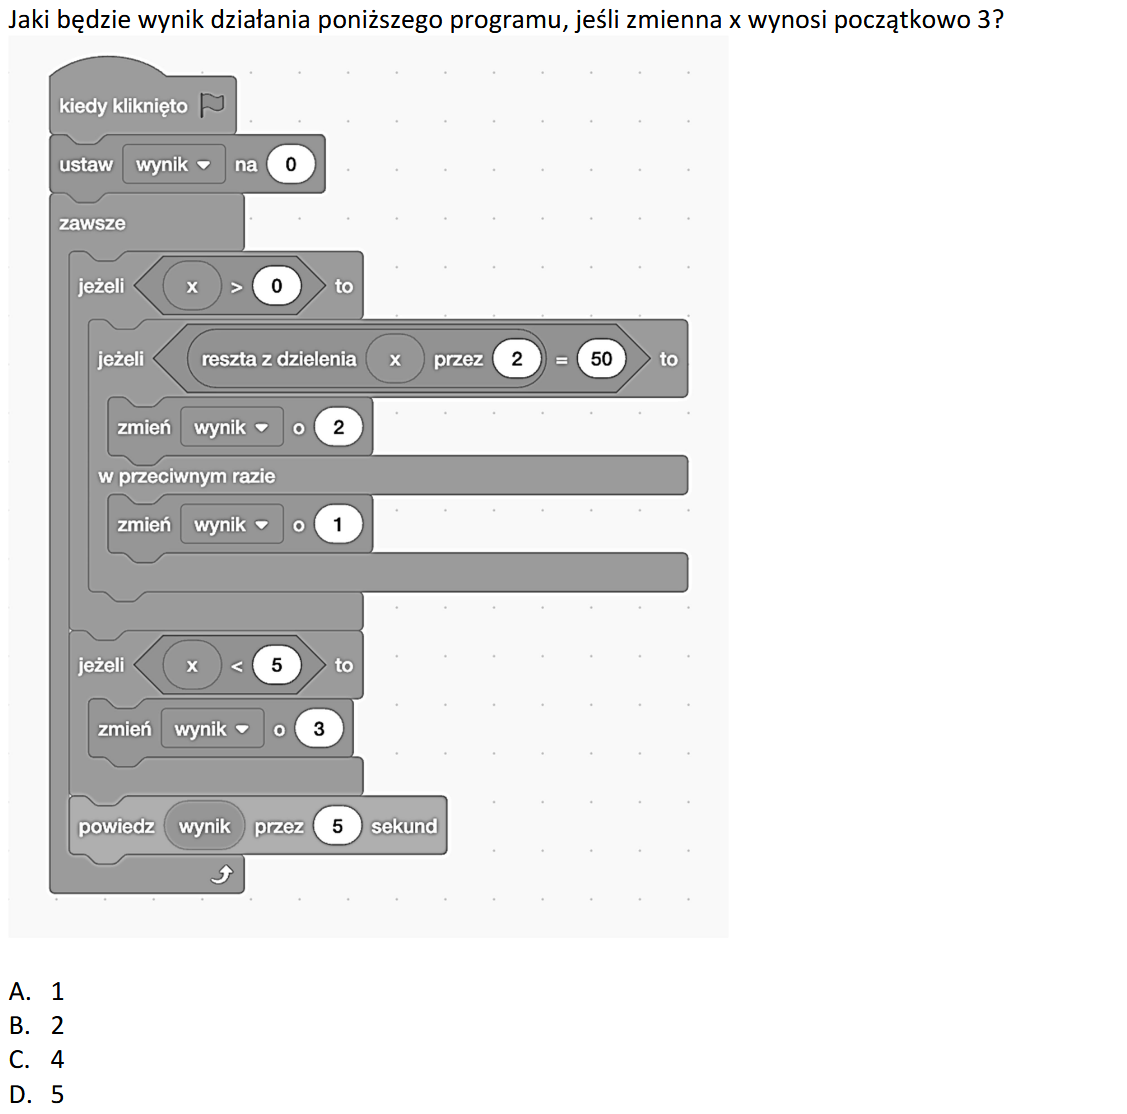 Jaki będzie wynik działania poniższego programu, jeśli zmienna x wynosi początkowo 3?
kiedy kliknięto
ustaw wynik na 0
zawsze
jeżeli x > 0 to
jeżeli reszta z dzielenia x przez 2 = 50 to
zmień wynik o 2
w przeciwnym razie
zmień wynik o 1
jeżeli x < 5 to
zmień wynik o 3
powiedz wynik przez 5 sekund
A. 1
B. 2
C. 4
D. 5